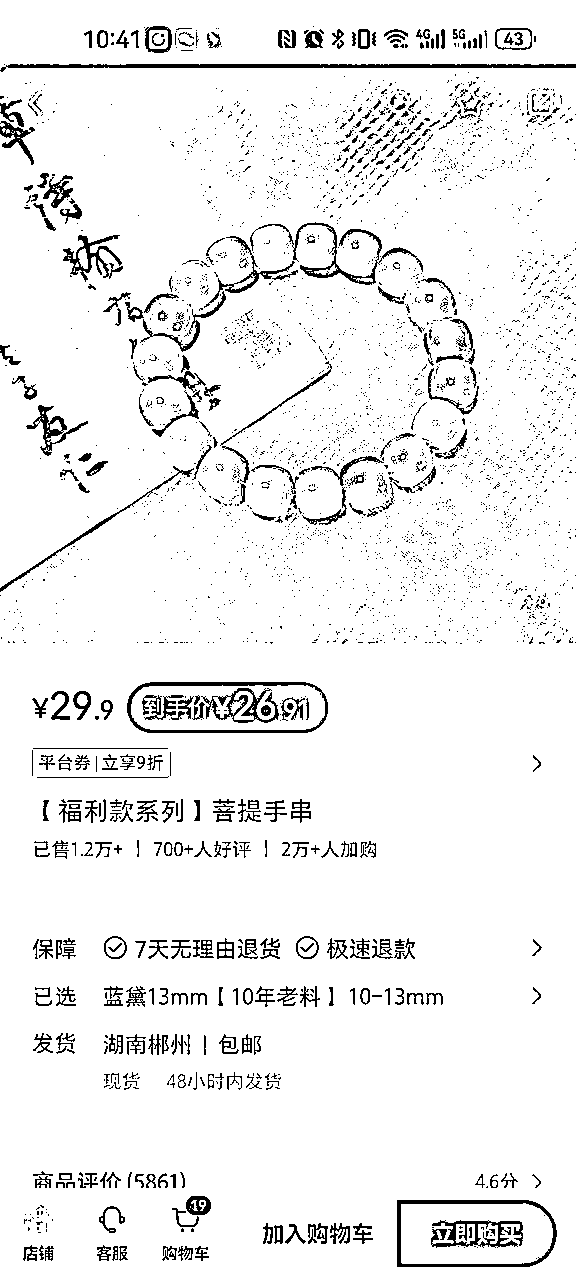 10:41 4G 5G 43
¥29.9 到手价¥26.91
平台券|立享9折
【福利款系列】菩提手串
已售1.2万+ | 700+人好评 | 2万+人加购
保障 7天无理由退货 极速退款
已选 蓝黛13mm【10年老料】10-13mm
发货 湖南郴州 | 包邮
现货 48小时内发货
商品评价 (5861) 4.6分
19
店铺 客服 购物车 加入购物车 立即购买